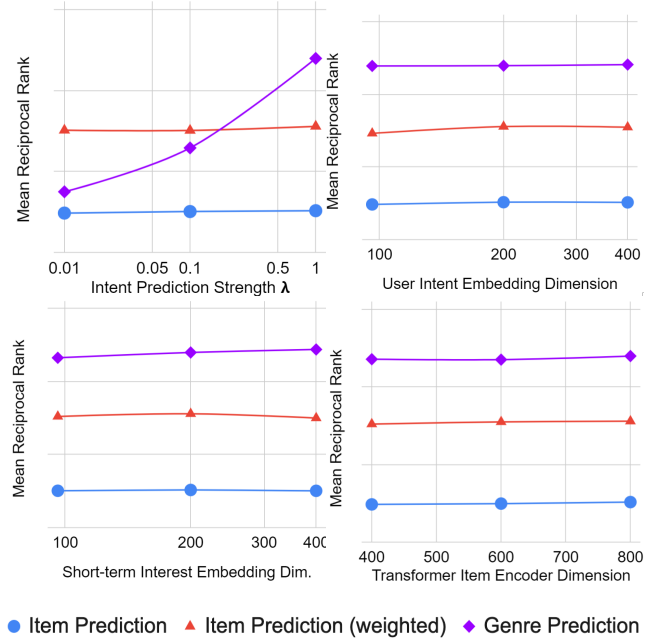 Mean Reciprocal Rank
0.01 0.05 0.1 0.5 1
Intent Prediction Strength λ
Mean Reciprocal Rank
100 200 300 400
User Intent Embedding Dimension
Mean Reciprocal Rank
100 200 300 400
Short-term Interest Embedding Dim.
Mean Reciprocal Rank
400 500 600 700 800
Transformer Item Encoder Dimension
Item Prediction Item Prediction (weighted) Genre Prediction